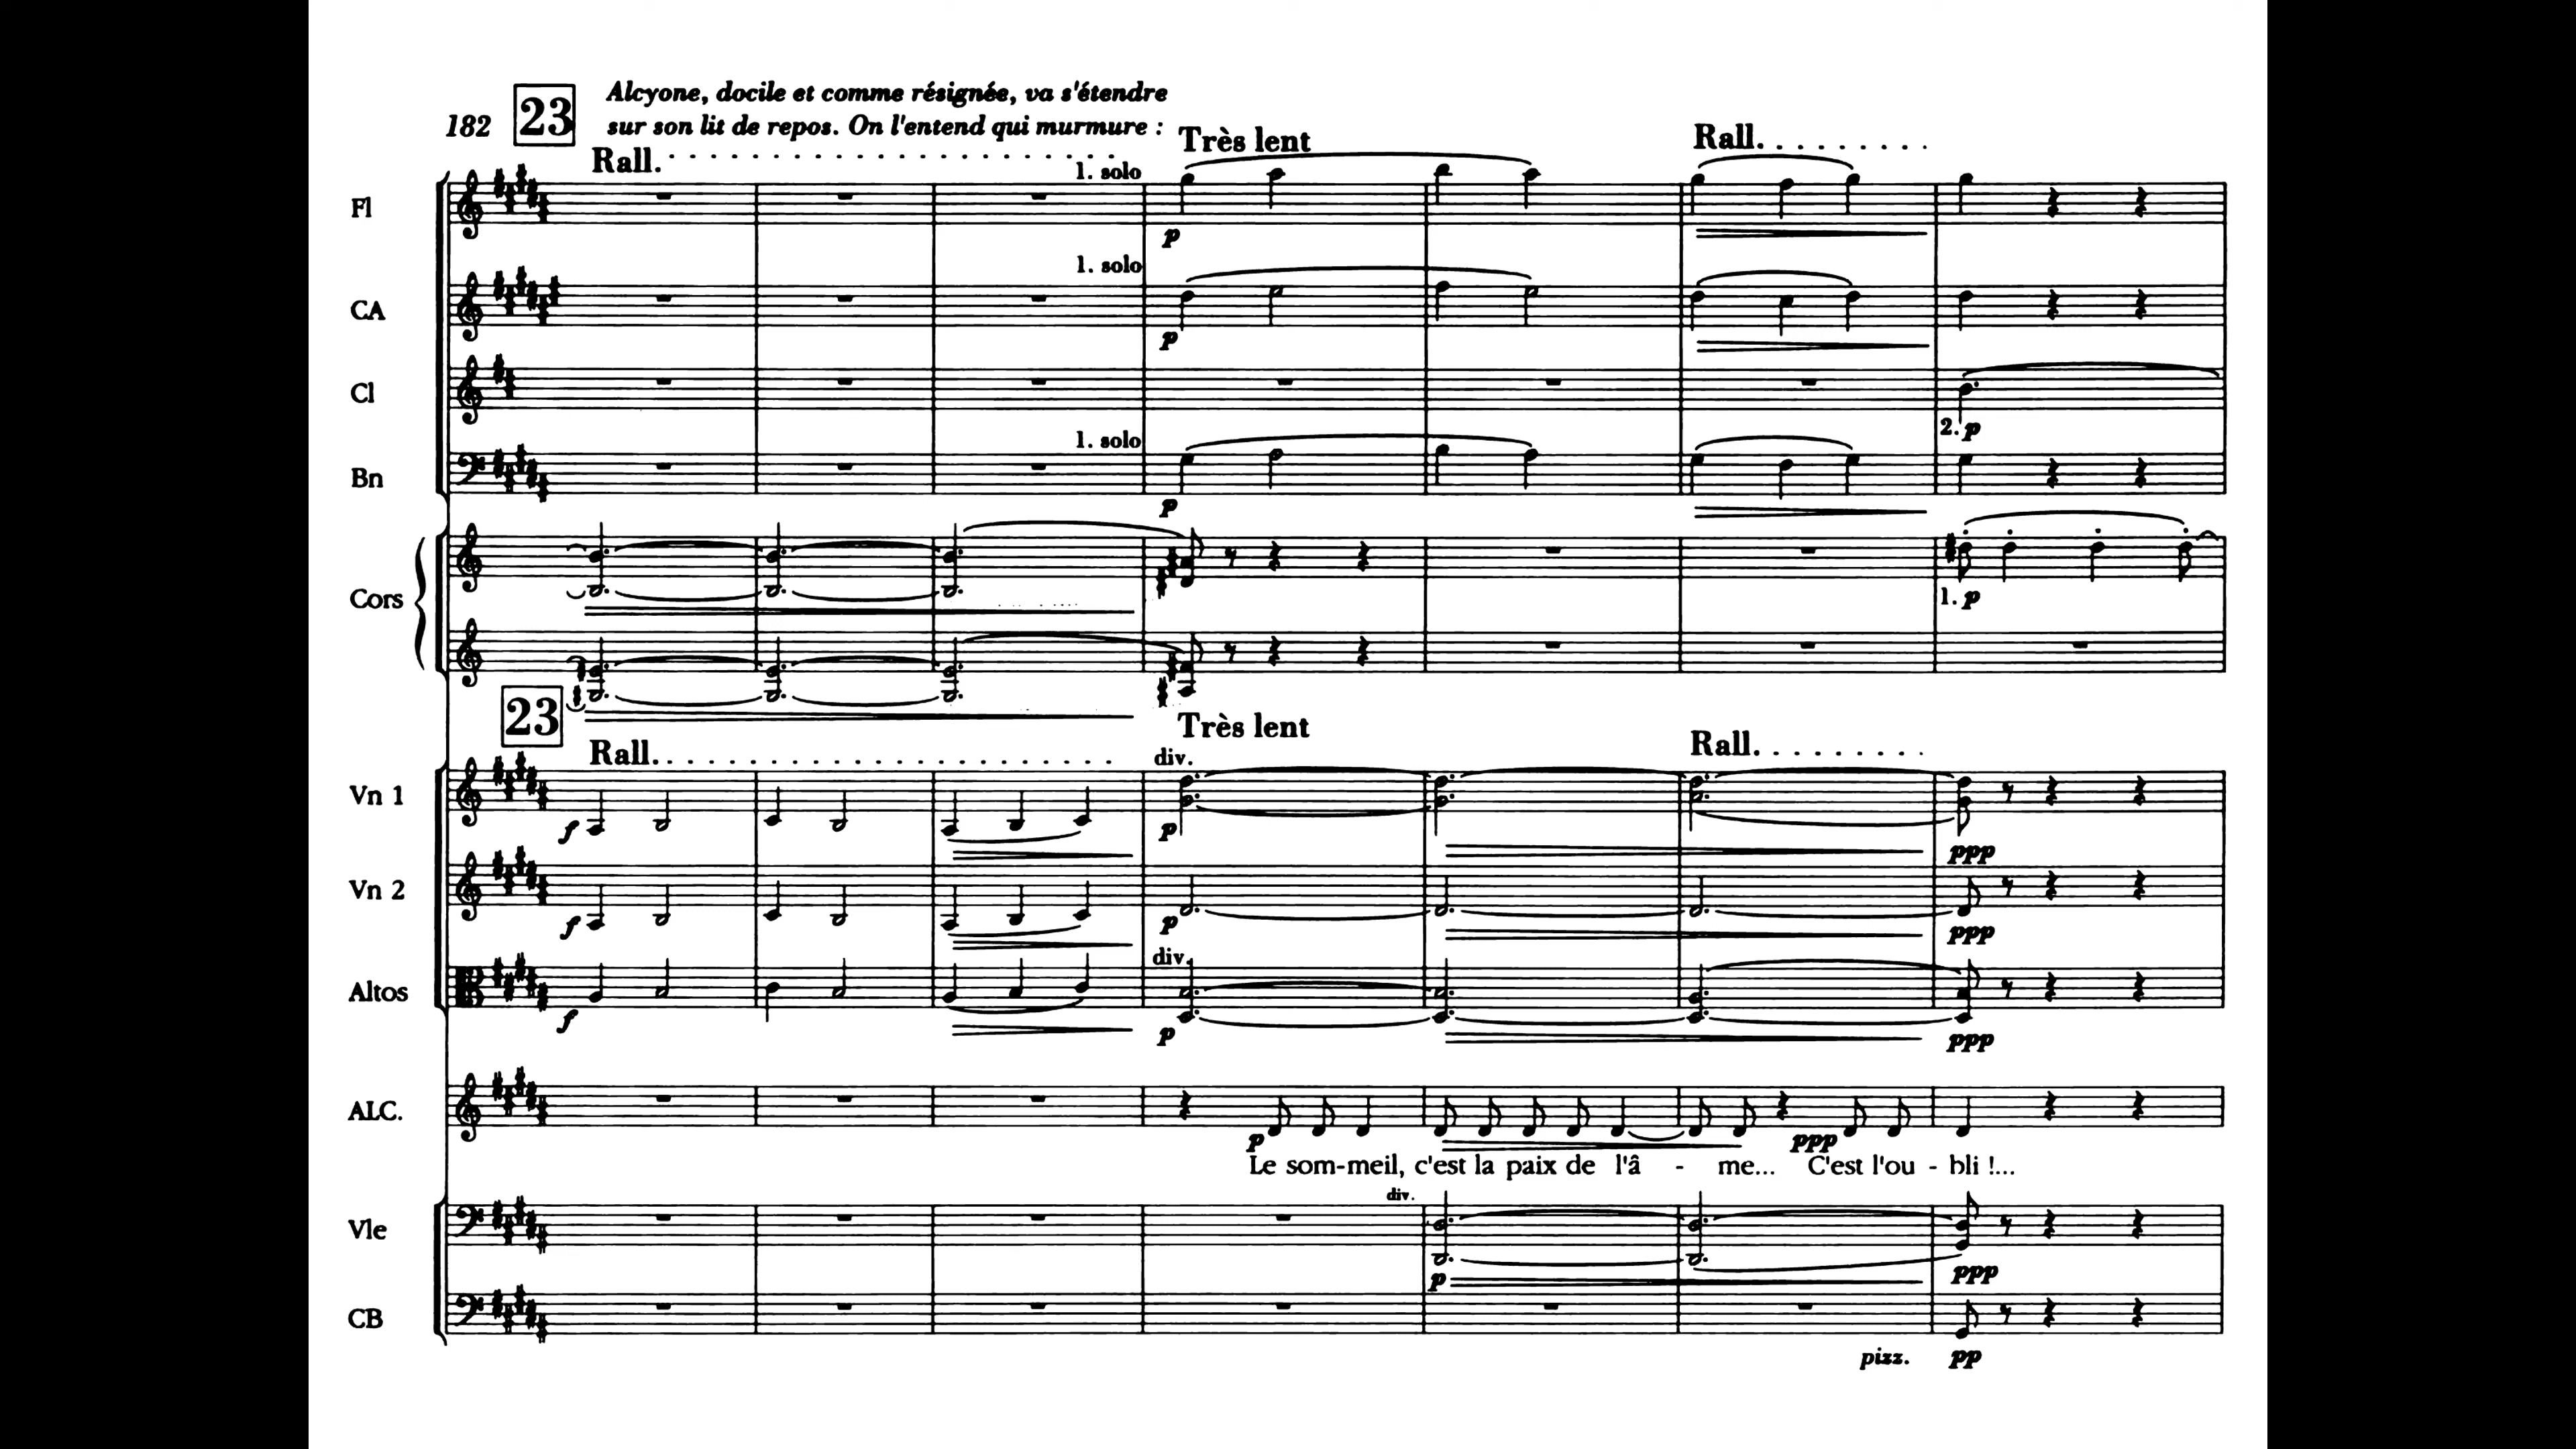 182 23 Alcyone, docile et comme résignée, va s'étendre
sur son lit de repos. On l'entend qui murmure :
Rall. . . . . . . . . . . . . . . . . . . . . . Très lent Rall. . . . . . . . .
Fl 1. solo p
CA 1. solo p
Cl 2. p
Bn 1. solo p
Cors 1. p
23
Rall. . . . . . . . . . . . . . . . . . . . . . Très lent Rall. . . . . . . . .
Vn 1 f div. p ppp
Vn 2 f p ppp
Altos f div. p ppp
ALC. p ppp
Le som-meil, c'est la paix de l'â - me... C'est l'ou - bli !...
Vle div. p ppp
CB pizz. pp